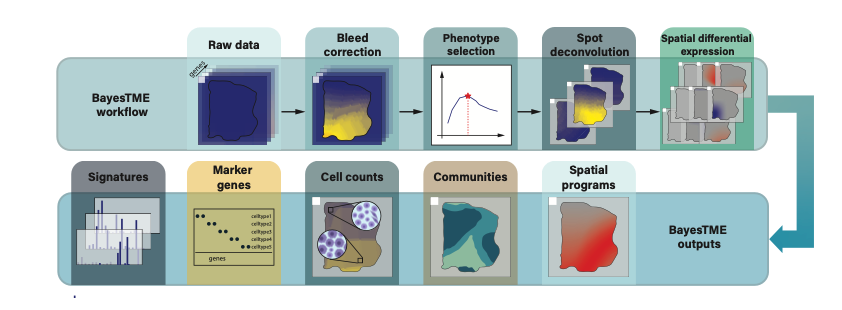 Raw data
Bleed
correction
Phenotype
selection
Spot
deconvolution
Spatial differential
expression
genes
BayesTME
workflow
Signatures
Marker
genes
Cell counts
Communities
Spatial
programs
celltype1
celltype2
celltype3
celltype4
celltype5
genes
BayesTME
outputs